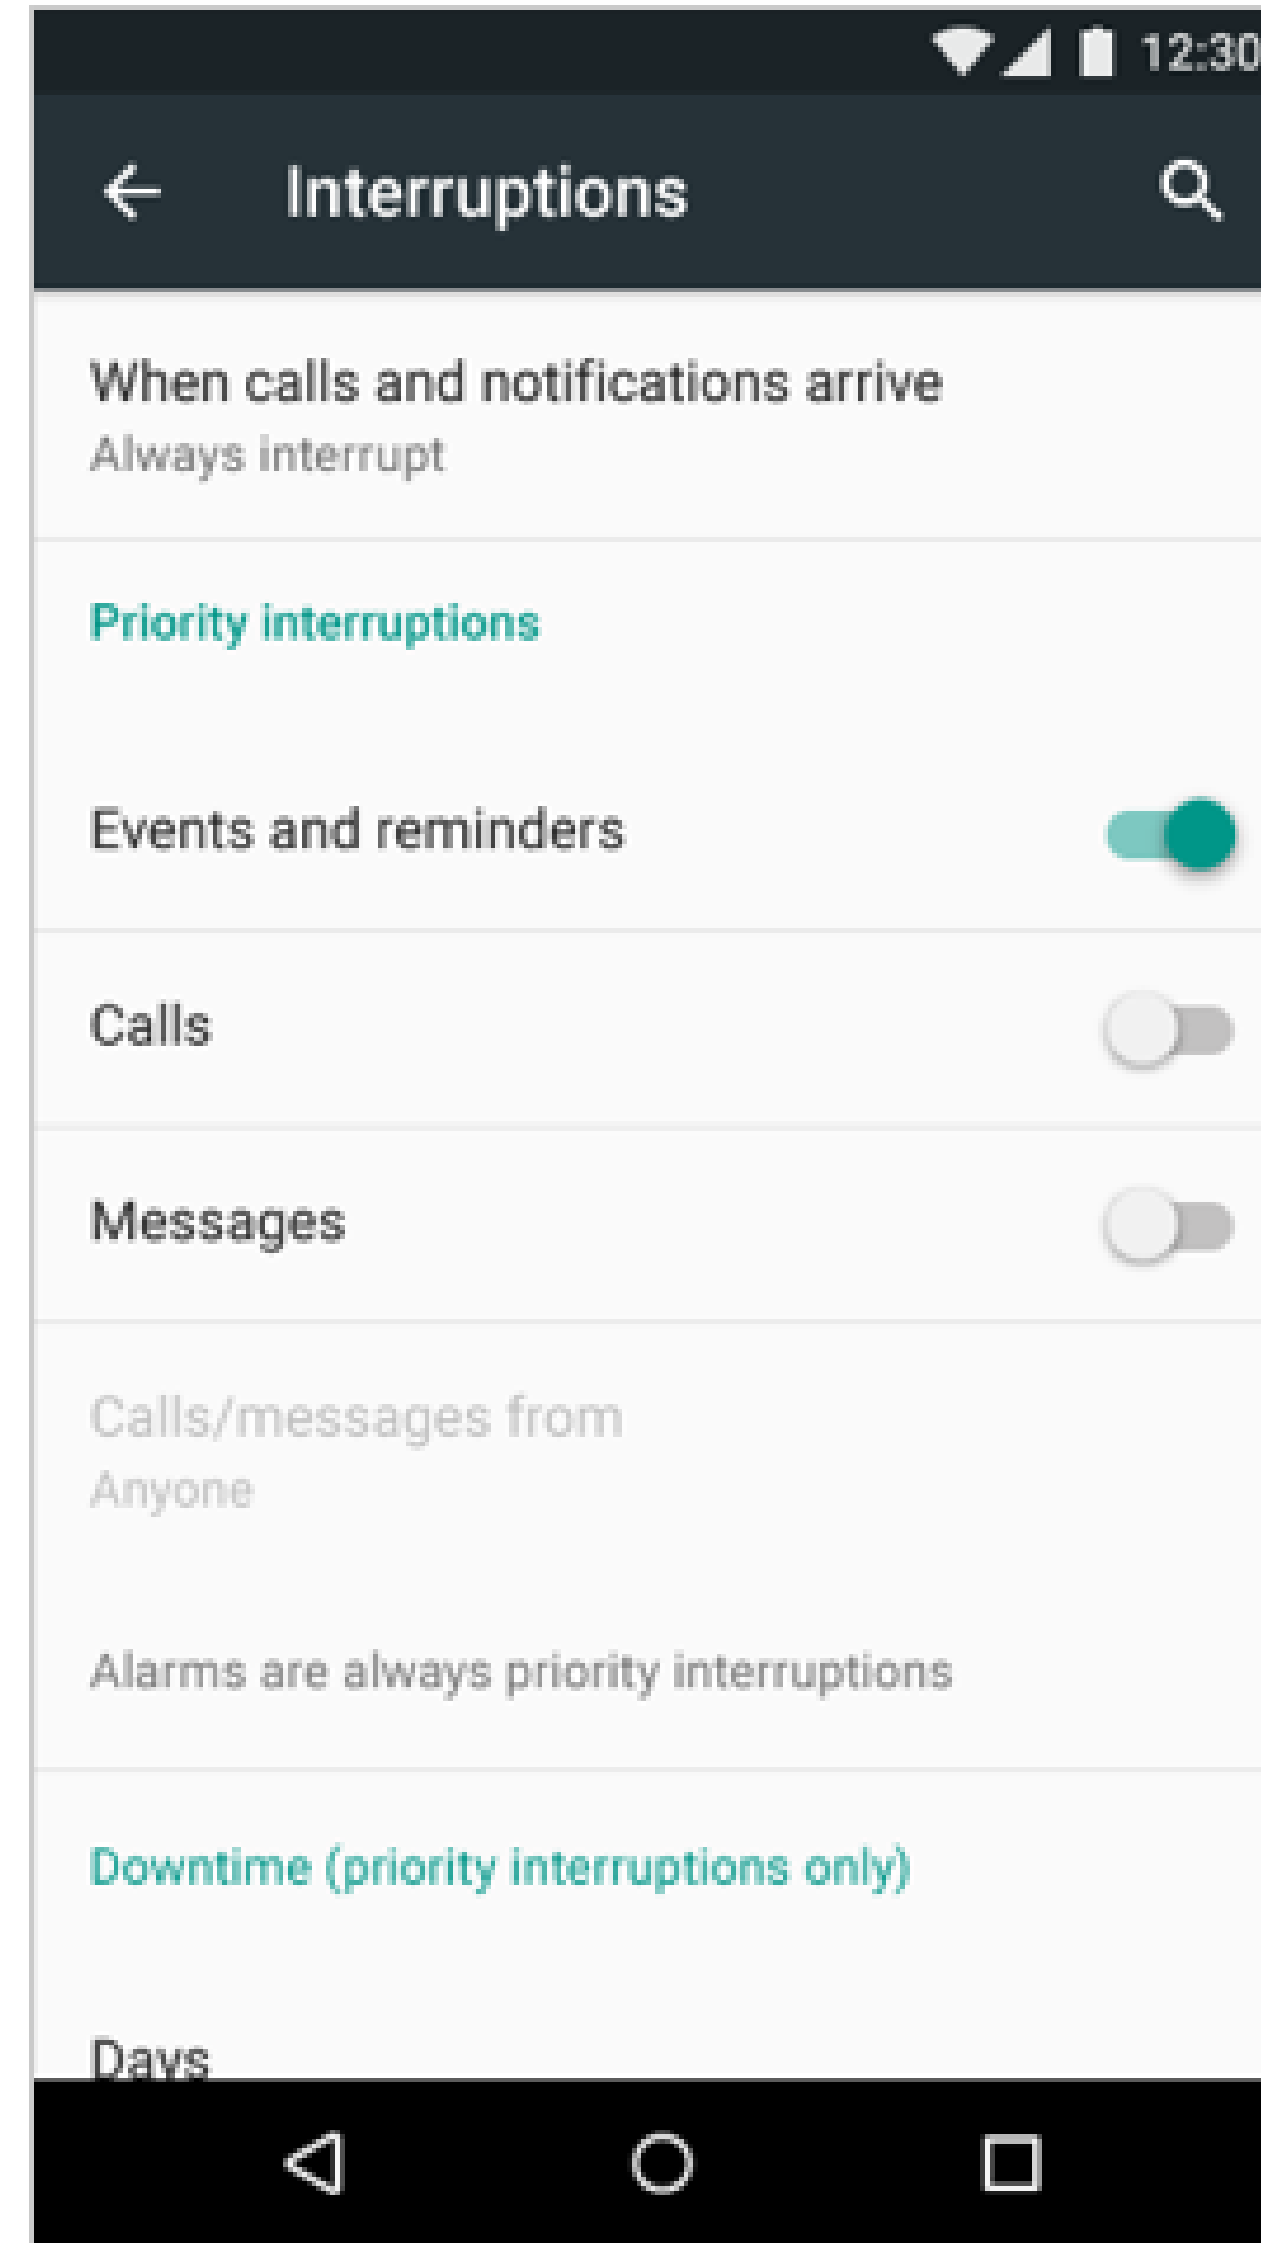 12:30
Interruptions
When calls and notifications arrive
Always interrupt
Priority interruptions
Events and reminders
Calls
Messages
Calls/messages from
Anyone
Alarms are always priority interruptions
Downtime (priority interruptions only)
Days